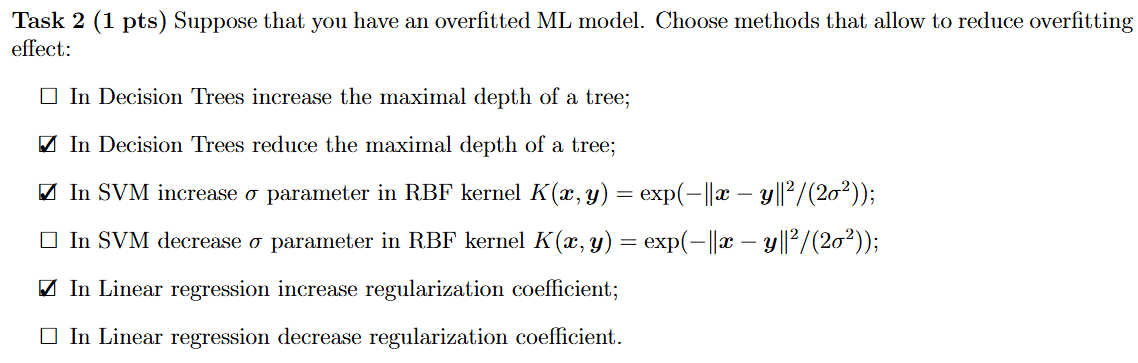 Task 2 (1 pts) Suppose that you have an overfitted ML model. Choose methods that allow to reduce overfitting
effect:
☐ In Decision Trees increase the maximal depth of a tree;
☑ In Decision Trees reduce the maximal depth of a tree;
☑ In SVM increase σ parameter in RBF kernel K(x, y) = exp(−||x − y||²/(2σ²));
☐ In SVM decrease σ parameter in RBF kernel K(x, y) = exp(−||x − y||²/(2σ²));
☑ In Linear regression increase regularization coefficient;
☐ In Linear regression decrease regularization coefficient.